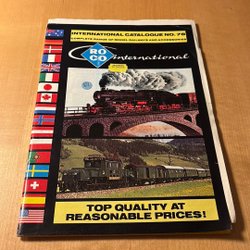 INTERNATIONAL CATALOGUE NO. 78
COMPLETE RANGE OF MODEL RAILWAYS AND ACCESSORIES
ROCO international
TOP QUALITY AT
REASONABLE PRICES!